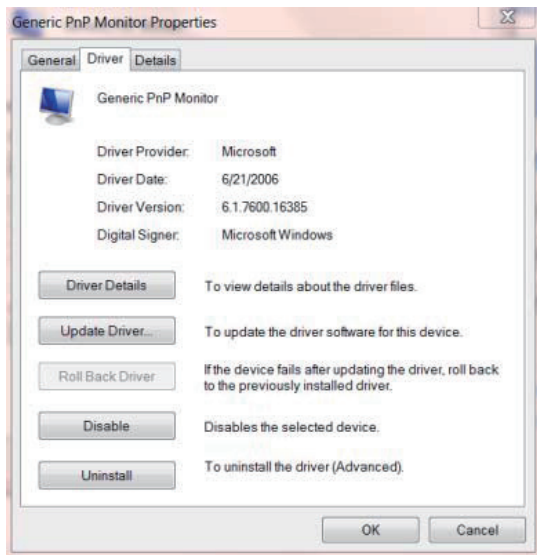 Generic PnP Monitor Properties
General Driver Details
Generic PnP Monitor
Driver Provider: Microsoft
Driver Date: 6/21/2006
Driver Version: 6.1.7600.16385
Digital Signer: Microsoft Windows
Driver Details To view details about the driver files.
Update Driver... To update the driver software for this device.
Roll Back Driver If the device fails after updating the driver, roll back
to the previously installed driver.
Disable Disables the selected device.
Uninstall To uninstall the driver (Advanced).
OK Cancel